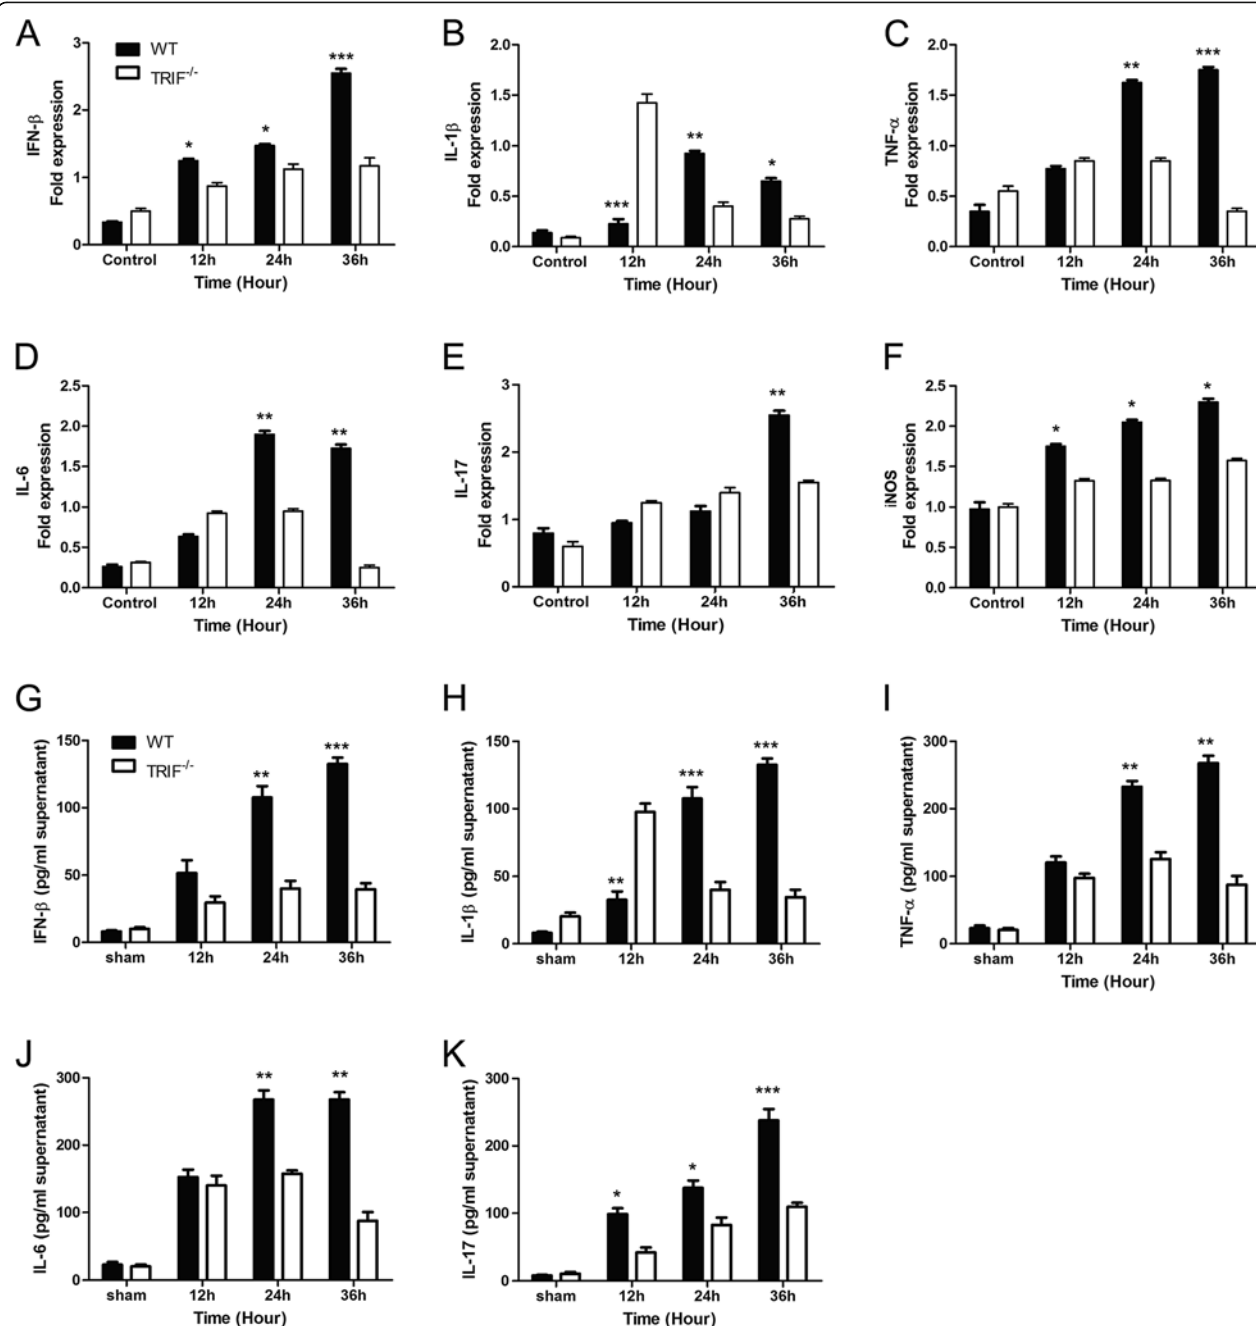 A
B
C
3
2
1
0
IFN-β
Fold expression
WT
TRIF-/-
*
*
***
Control 12h 24h 36h
Time (Hour)
2.0
1.5
1.0
0.5
0.0
IL-1β
Fold expression
***
**
*
Control 12h 24h 36h
Time (Hour)
2.0
1.5
1.0
0.5
0.0
TNF-α
Fold expression
**
***
Control 12h 24h 36h
Time (Hour)
D
E
F
2.5
2.0
1.5
1.0
0.5
0.0
IL-6
Fold expression
**
**
Control 12h 24h 36h
Time (Hour)
3
2
1
0
IL-17
Fold expression
**
Control 12h 24h 36h
Time (Hour)
2.5
2.0
1.5
1.0
0.5
0.0
iNOS
Fold expression
*
*
*
Control 12h 24h 36h
Time (Hour)
G
H
I
150
100
50
0
IFN-β (pg/ml supernatant)
WT
TRIF-/-
**
***
sham 12h 24h 36h
150
100
50
0
IL-1β (pg/ml supernatant)
**
***
***
sham 12h 24h 36h
300
200
100
0
TNF-α (pg/ml supernatant)
**
**
sham 12h 24h 36h
Time (Hour)
J
K
300
200
100
0
IL-6 (pg/ml supernatant)
**
**
sham 12h 24h 36h
Time (Hour)
300
200
100
0
IL-17 (pg/ml supernatant)
*
*
***
sham 12h 24h 36h
Time (Hour)